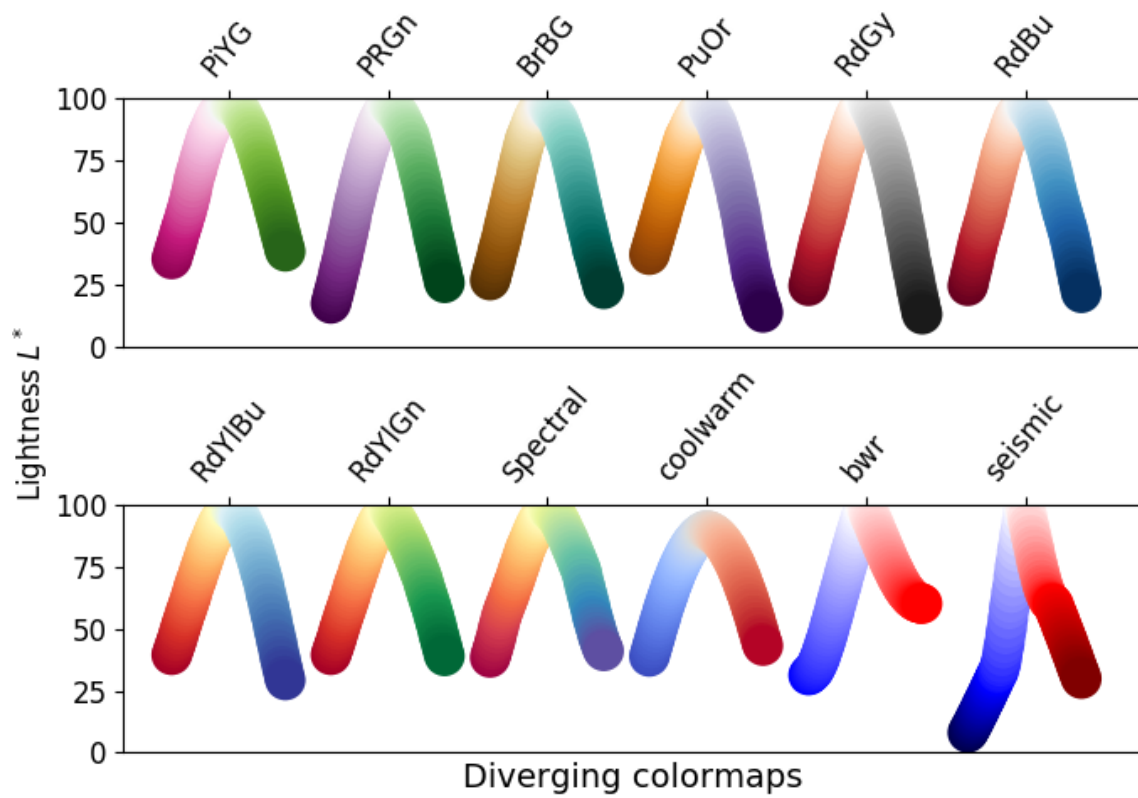 PiYG PRGn BrBG PuOr RdGy RdBu
100
75
50
25
0
Lightness L*
RdYlBu RdYlGn Spectral coolwarm bwr seismic
100
75
50
25
0
Diverging colormaps